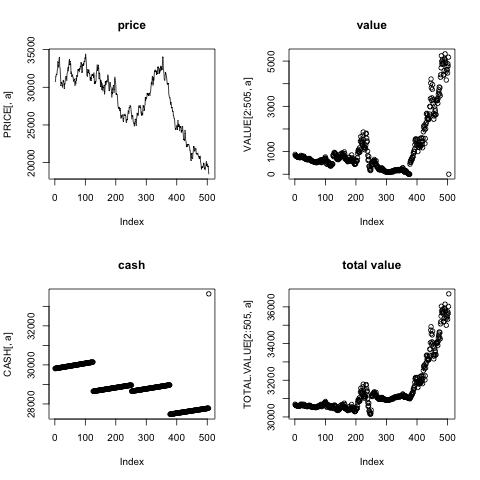 price
PRICE[, a]
20000 25000 30000 35000
0 100 200 300 400 500
Index
value
VALUE[2:505, a]
0 1000 3000 5000
0 100 200 300 400 500
Index
cash
CASH[, a]
28000 30000 32000
0 100 200 300 400 500
Index
total value
TOTAL.VALUE[2:505, a]
30000 32000 34000 36000
0 100 200 300 400 500
Index